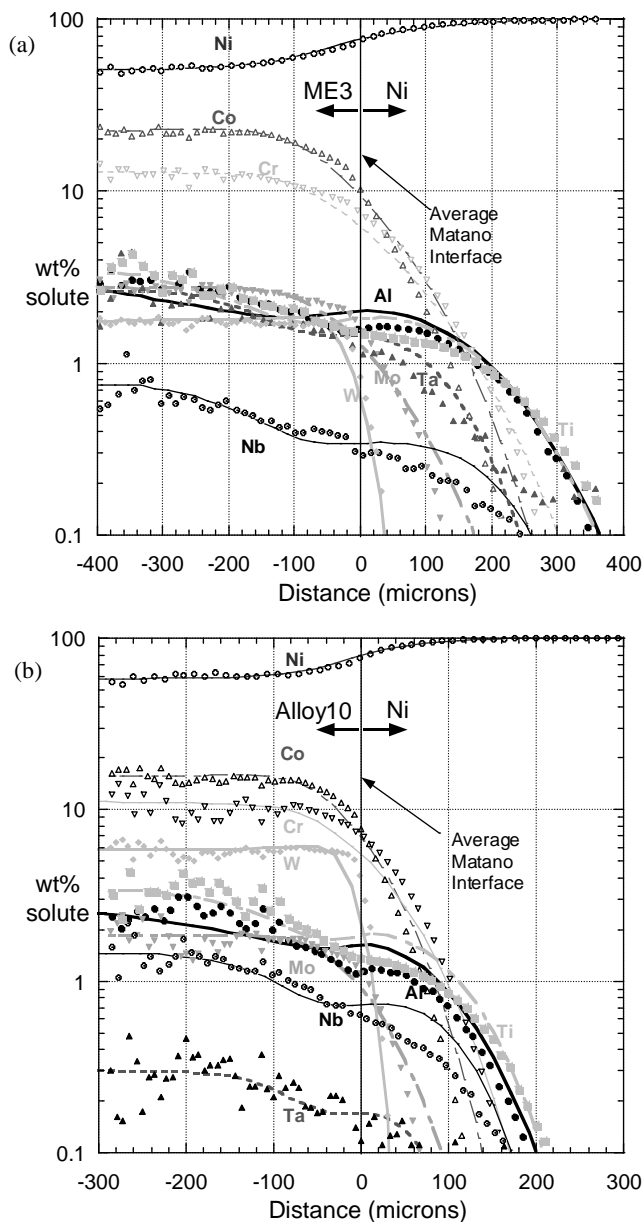 (a)
100
Ni
ME3 Ni
Co
Cr
10
Average
Matano
Interface
wt%
solute
Al
1
W
Mo
Ta
Ti
Nb
0.1
-400 -300 -200 -100 0 100 200 300 400
Distance (microns)
(b)
100
Ni
Alloy10 Ni
Co
10
Cr
W
Average
Matano
Interface
wt%
solute
Mo
Al
1
Nb
Ti
Ta
0.1
-300 -200 -100 0 100 200 300
Distance (microns)